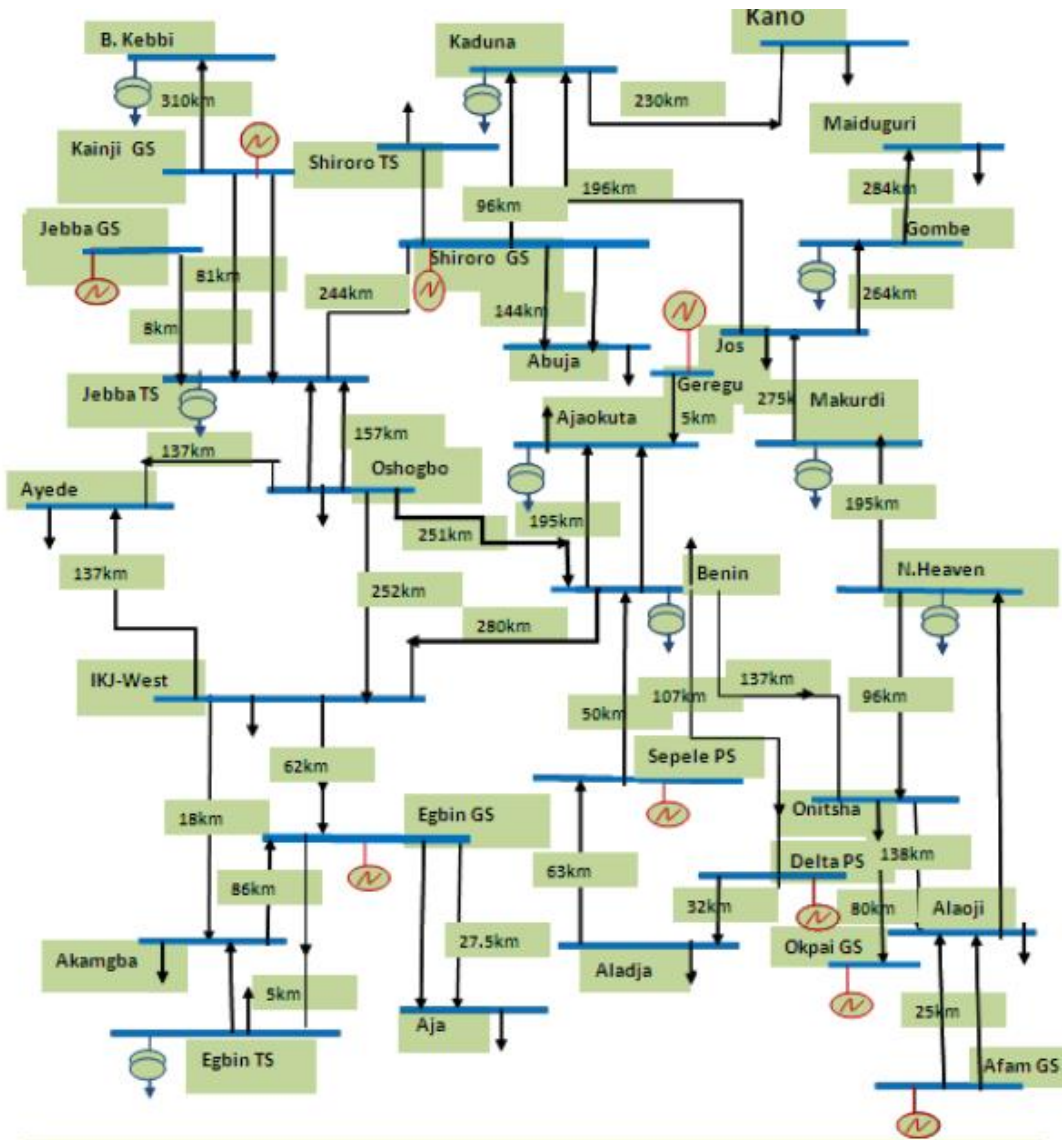 Kano
B. Kebbi
Kaduna
310km
230km
Maiduguri
Kainji GS
Shiroro TS
284km
196km
96km
Jebba GS
Gombe
Shiroro GS
81km
244km
264km
144km
8km
Jos
Abuja
Geregu
Jebba TS
275k
Makurdi
5km
Ajaokuta
157km
137km
Oshogbo
Ayede
195km
195km
251km
137km
Benin
N.Heaven
252km
280km
IKJ-West
137km
107km
96km
50km
62km
Sepele PS
Onitsha
18km
Egbin GS
138km
Delta PS
63km
86km
32km
80km
Alaoji
27.5km
Akamgba
Aladja
Okpai GS
5km
25km
Aja
Egbin TS
Afam GS